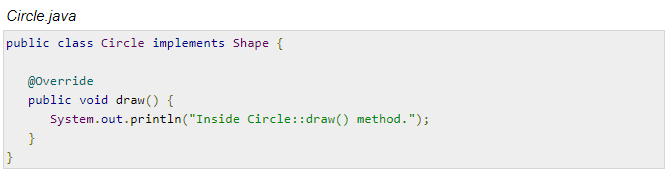 Circle.java
public class Circle implements Shape {
@Override
public void draw() {
System.out.println("Inside Circle::draw() method.");
}
}